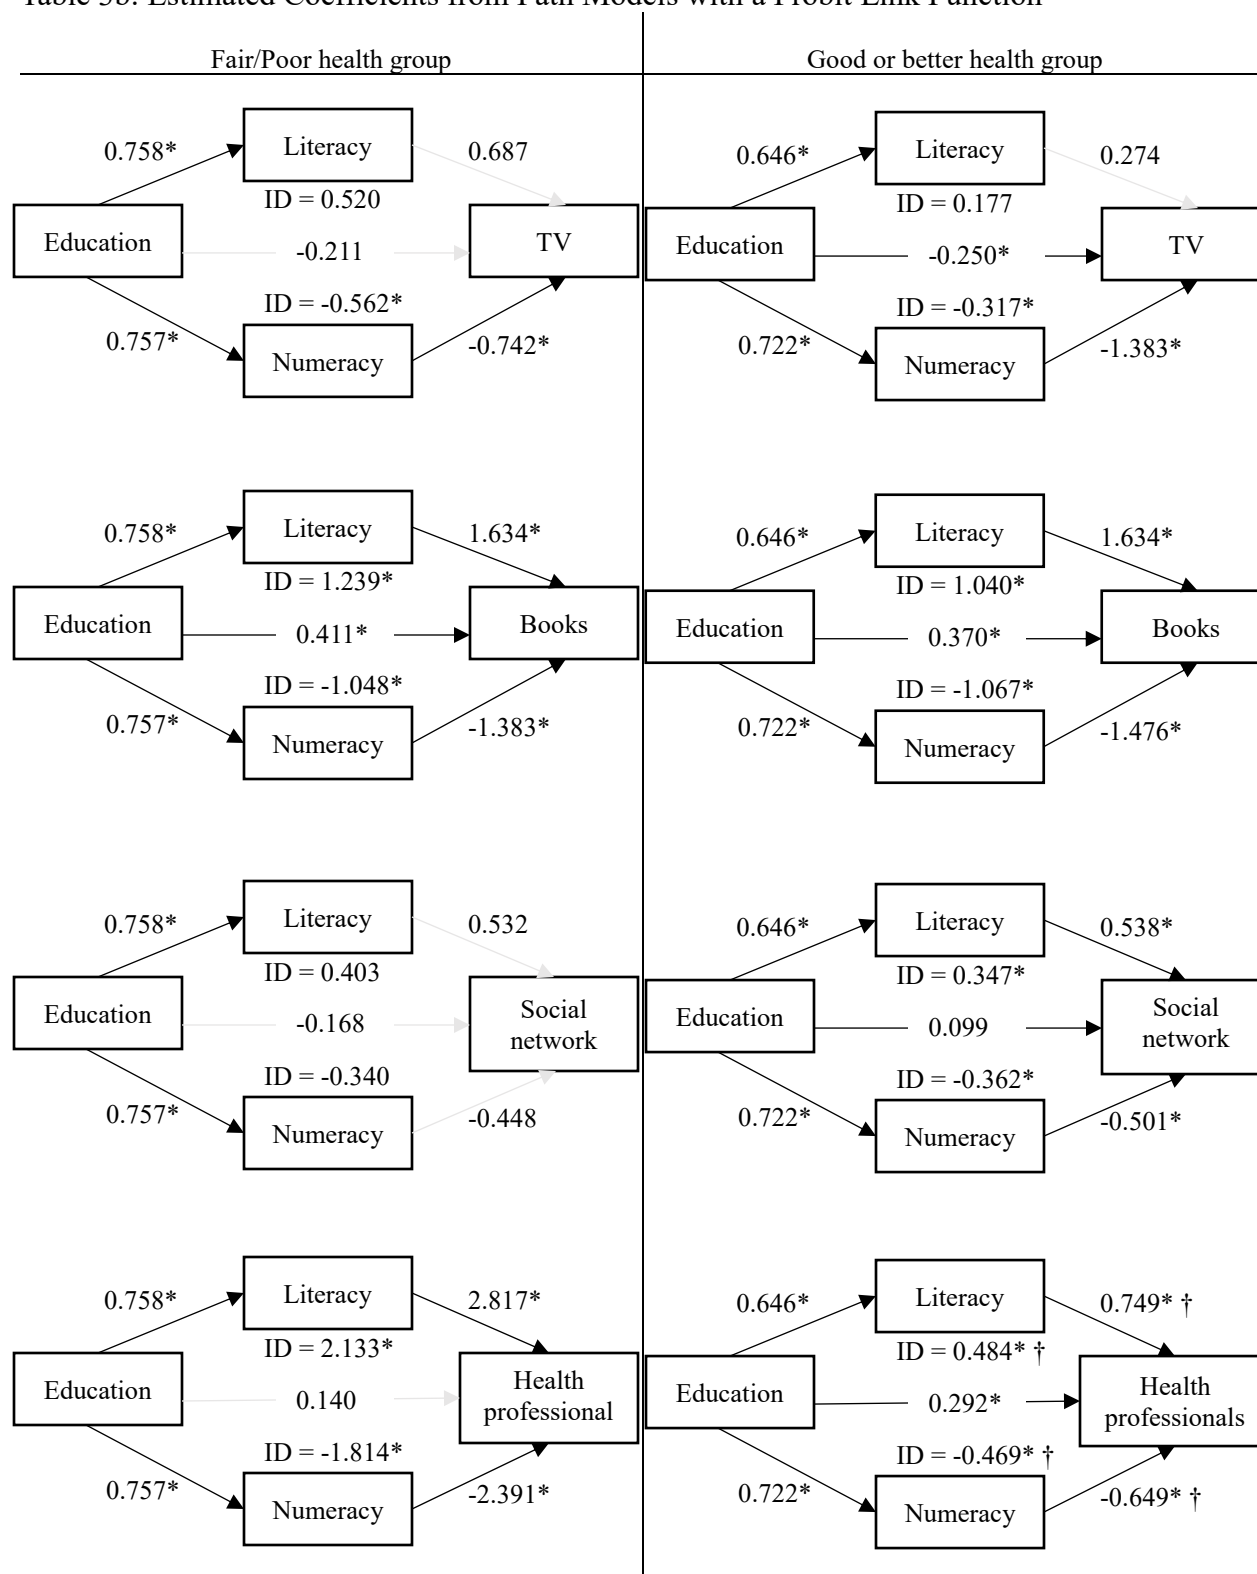 Table 3b. Estimated Coefficients from Path Models with a Probit Link Function
Fair/Poor health group
Good or better health group
0.758*
Literacy
0.687
ID = 0.520
Education
-0.211
TV
ID = -0.562*
0.757*
Numeracy
-0.742*
0.646*
Literacy
0.274
ID = 0.177
Education
-0.250*
TV
ID = -0.317*
0.722*
Numeracy
-1.383*
0.758*
Literacy
1.634*
ID = 1.239*
Education
0.411*
Books
ID = -1.048*
0.757*
Numeracy
-1.383*
0.646*
Literacy
1.634*
ID = 1.040*
Education
0.370*
Books
ID = -1.067*
0.722*
Numeracy
-1.476*
0.758*
Literacy
0.532
ID = 0.403
Education
-0.168
Social
network
ID = -0.340
0.757*
Numeracy
-0.448
0.646*
Literacy
0.538*
ID = 0.347*
Education
0.099
Social
network
ID = -0.362*
0.722*
Numeracy
-0.501*
0.758*
Literacy
2.817*
ID = 2.133*
Education
0.140
Health
professional
ID = -1.814*
0.757*
Numeracy
-2.391*
0.646*
Literacy
0.749* †
ID = 0.484* †
Education
0.292*
Health
professionals
ID = -0.469* †
0.722*
Numeracy
-0.649* †